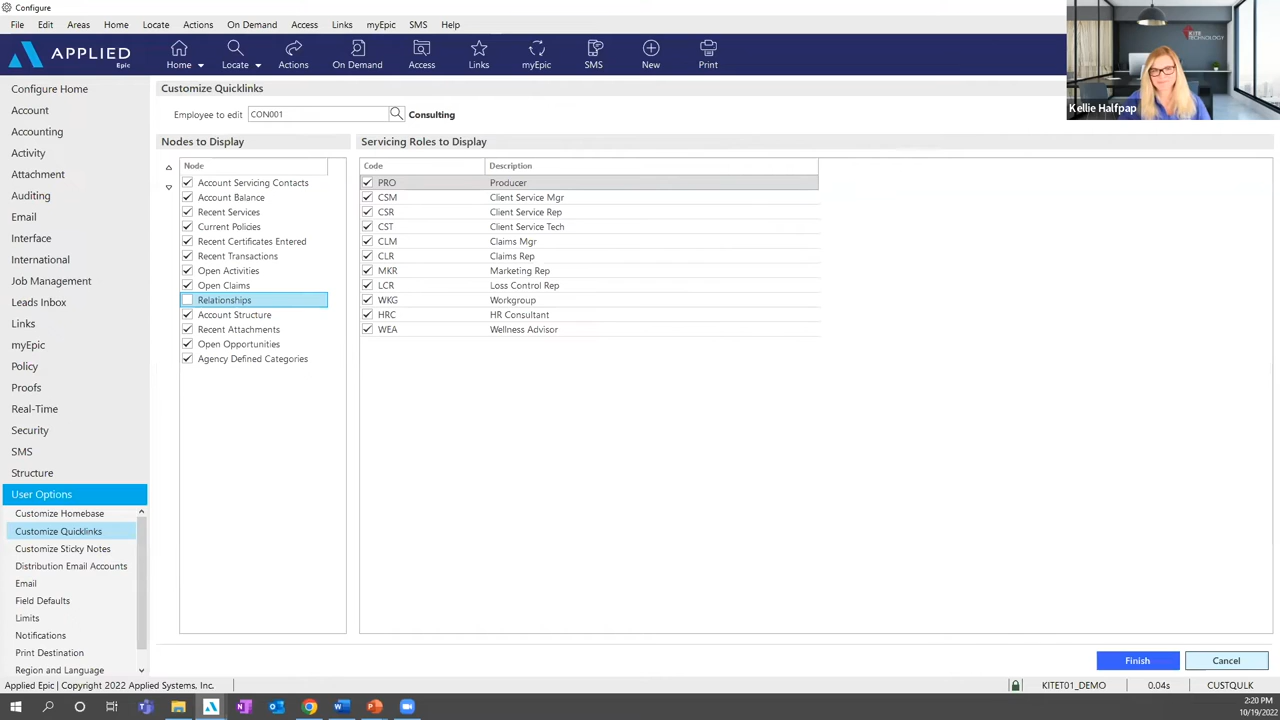 Configure
File Edit Areas Home Locate Actions On Demand Access Links myEpic SMS Help
APPLIED
Epic
Home Locate Actions On Demand Access Links myEpic SMS New Print
KITE
TECHNOLOGY
Kellie Halfpap
Configure Home
Account
Accounting
Activity
Attachment
Auditing
Email
Interface
International
Job Management
Leads Inbox
Links
myEpic
Policy
Proofs
Real-Time
Security
SMS
Structure
User Options
Customize Homebase
Customize Quicklinks
Customize Sticky Notes
Distribution Email Accounts
Email
Field Defaults
Limits
Notifications
Print Destination
Region and Language
Customize Quicklinks
Employee to edit CON001 Consulting
Nodes to Display
Node
Account Servicing Contacts
Account Balance
Recent Services
Current Policies
Recent Certificates Entered
Recent Transactions
Open Activities
Open Claims
Relationships
Account Structure
Recent Attachments
Open Opportunities
Agency Defined Categories
Servicing Roles to Display
Code Description
PRO Producer
CSM Client Service Mgr
CSR Client Service Rep
CST Client Service Tech
CLM Claims Mgr
CLR Claims Rep
MKR Marketing Rep
LCR Loss Control Rep
WKG Workgroup
HRC HR Consultant
WEA Wellness Advisor
Finish Cancel
Applied Epic | Copyright 2022 Applied Systems, Inc. KITET01_DEMO 0.04s CUSTQULK
2:20 PM
10/19/2022